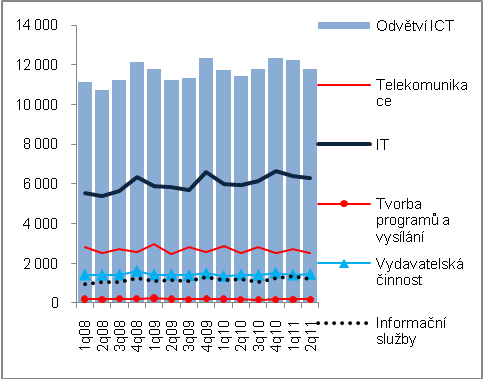 14 000
12 000
10 000
8 000
6 000
4 000
2 000
0
1q08
2q08
3q08
4q08
1q09
2q09
3q09
4q09
1q10
2q10
3q10
4q10
1q11
2q11
Odvětví ICT
Telekomunika
ce
IT
Tvorba
programů a
vysílání
Vydavatelská
činnost
Informační
služby